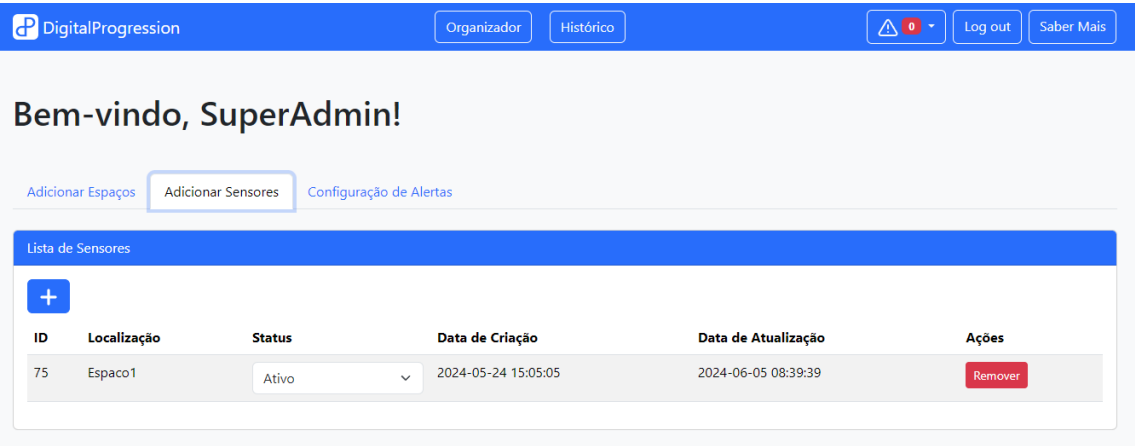 DigitalProgression Organizador Histórico 0 Log out Saber Mais
Bem-vindo, SuperAdmin!
Adicionar Espaços Adicionar Sensores Configuração de Alertas
Lista de Sensores
+
ID Localização Status Data de Criação Data de Atualização Ações
75 Espaco1 Ativo 2024-05-24 15:05:05 2024-06-05 08:39:39 Remover